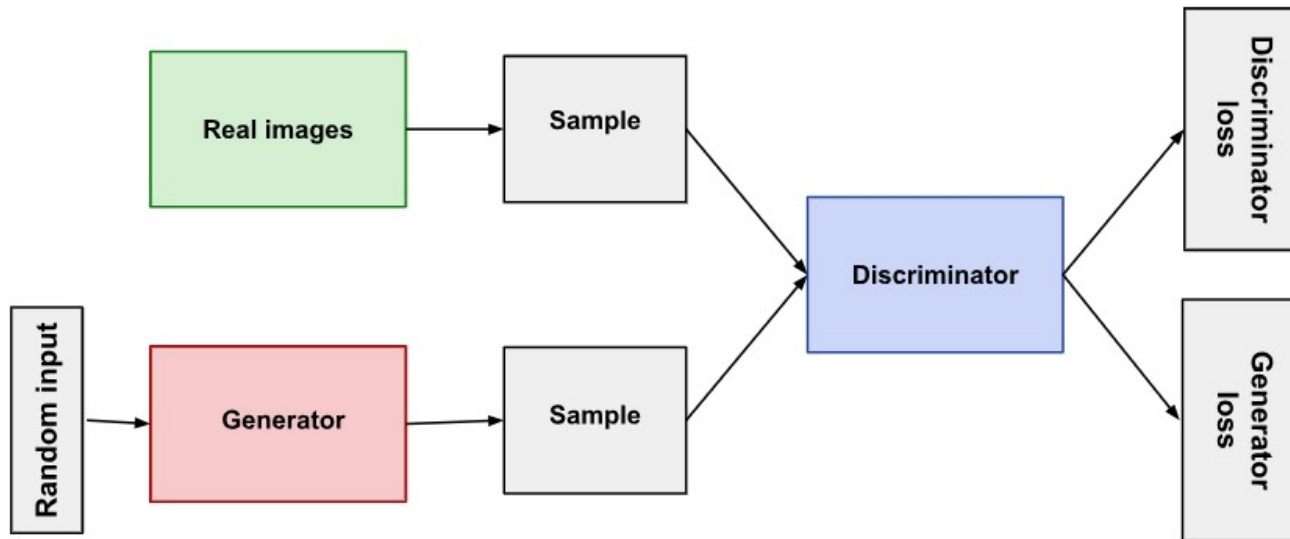 Real images
Sample
Discriminator
loss
Discriminator
Random input
Generator
Sample
Generator
loss